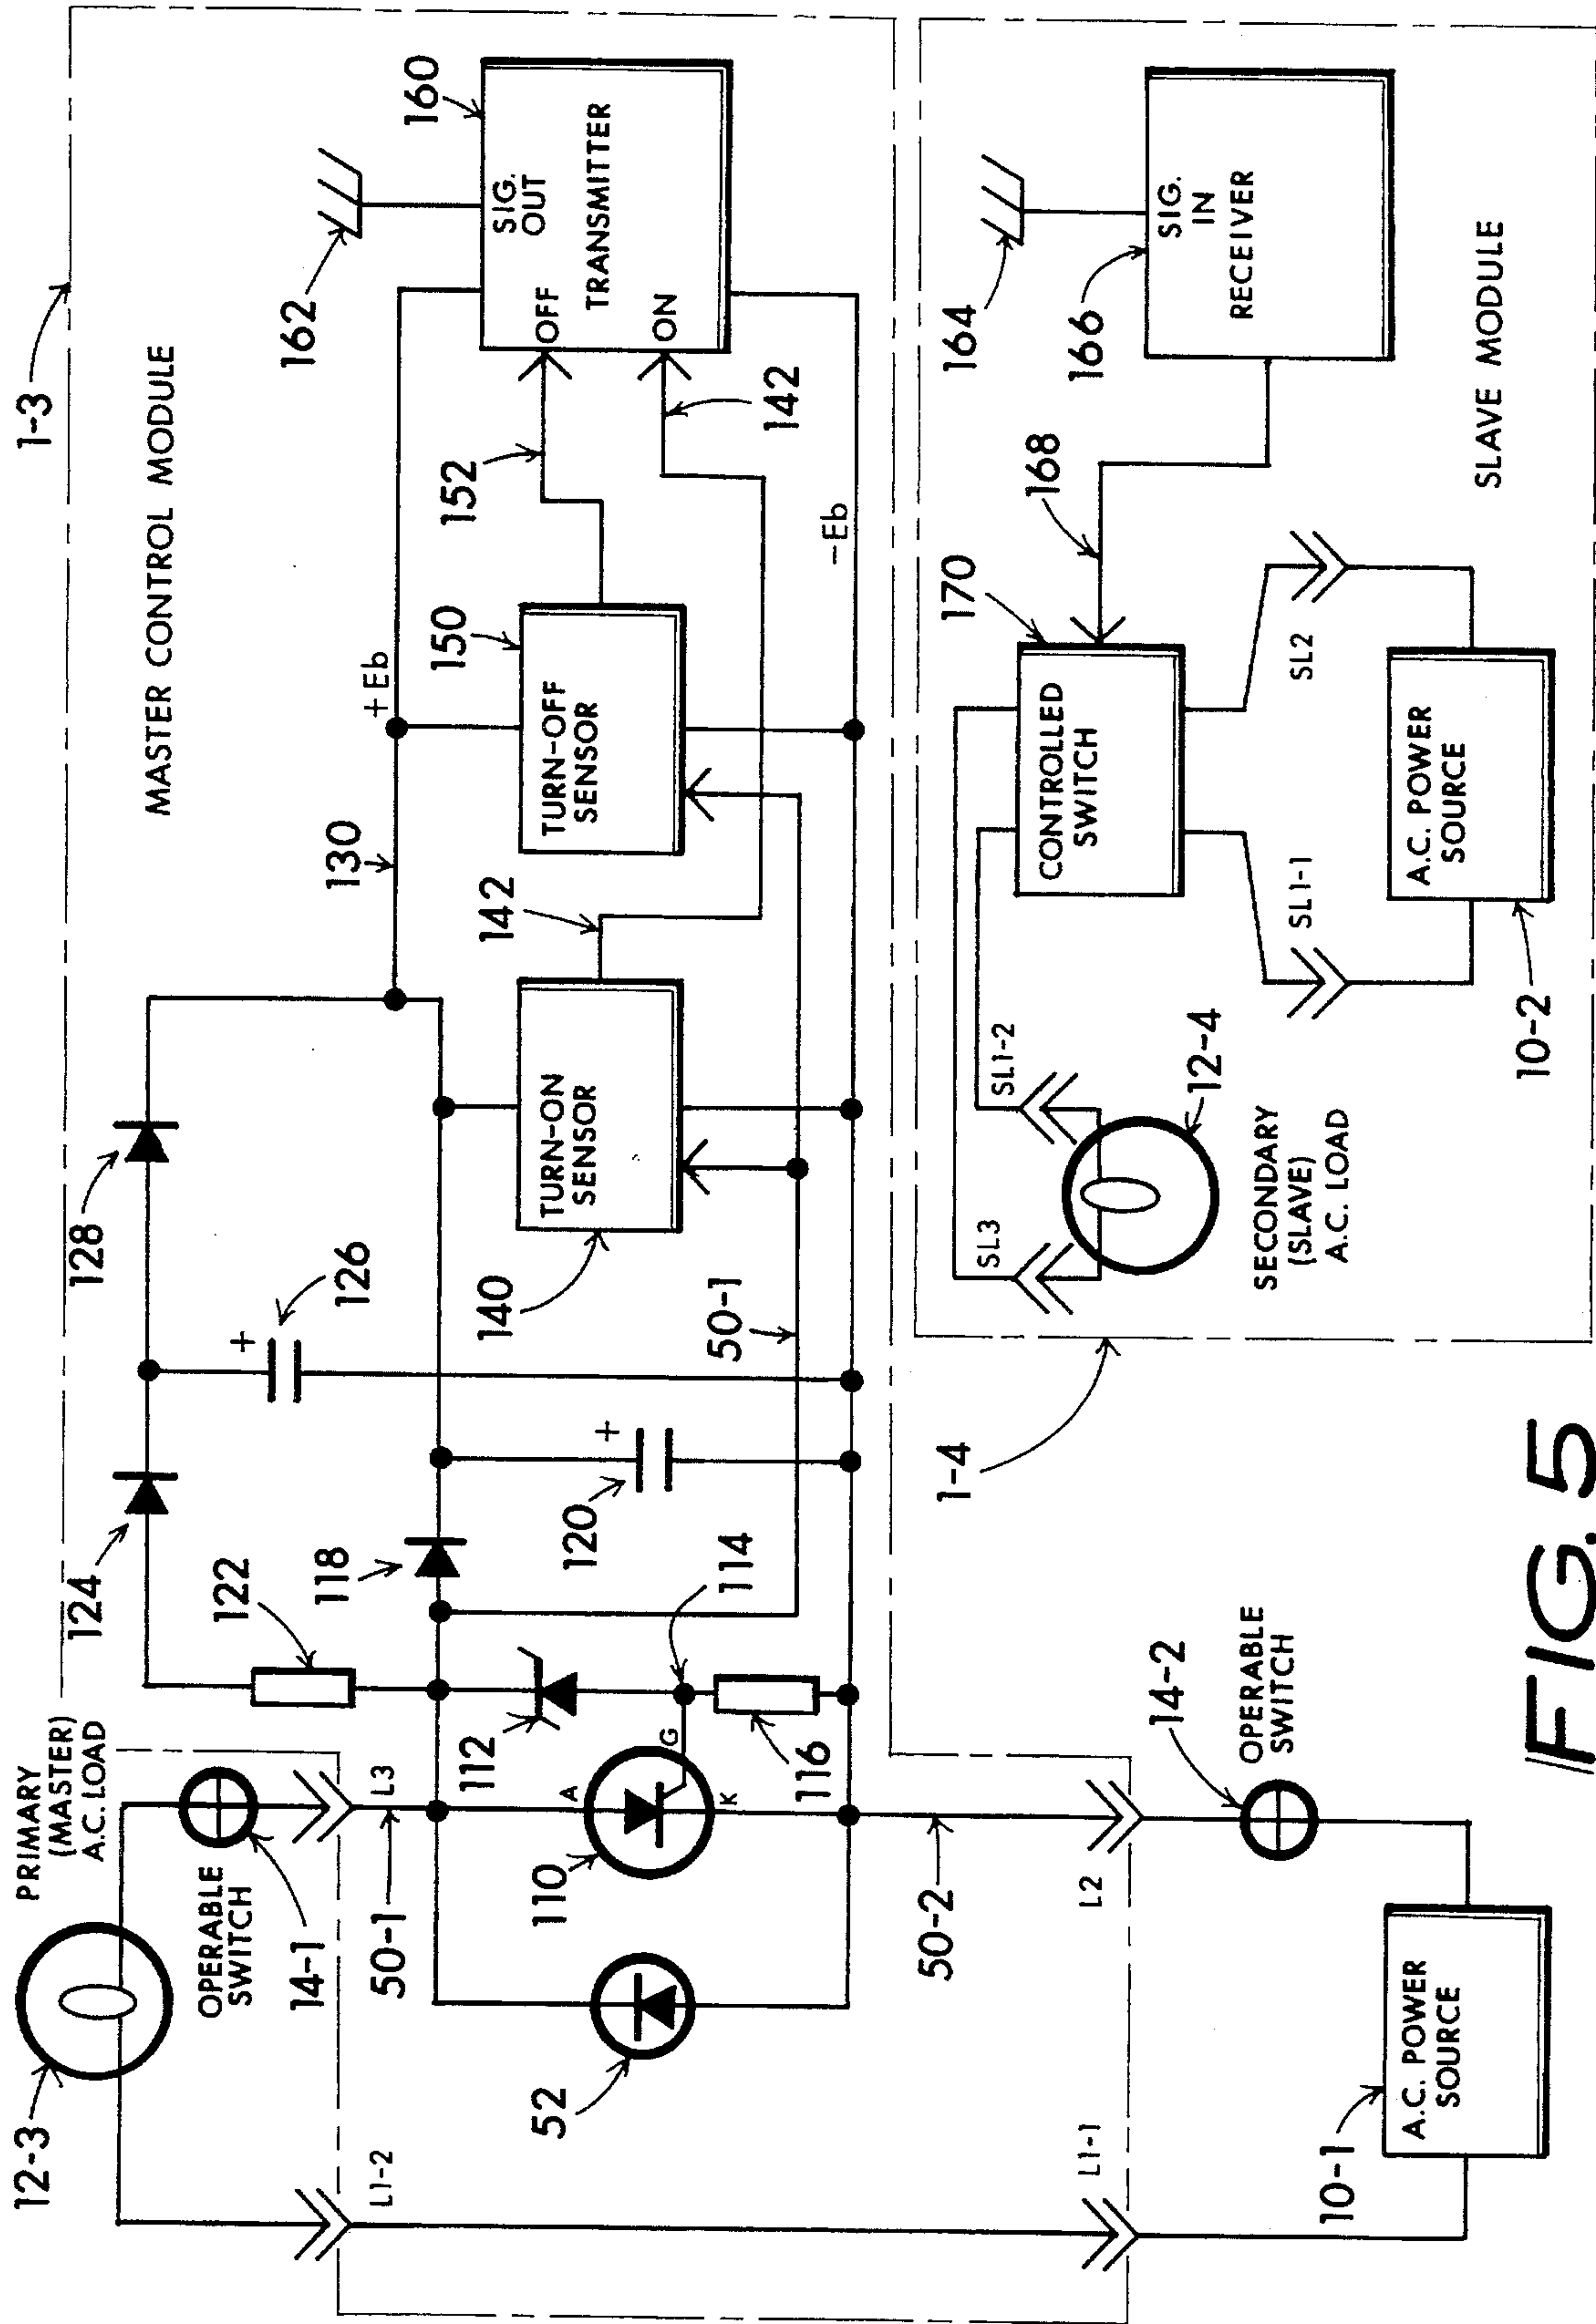 1-3
MASTER CONTROL MODULE
PRIMARY
(MASTER)
A.C. LOAD
12-3
OPERABLE
SWITCH
14-1
L1-2
L3
50-1
124
122
128
126
+
118
120
+
130
+Eb
-Eb
112
114
116
A
G
K
110
52
50-2
50-1
TURN-ON
SENSOR
140
142
TURN-OFF
SENSOR
150
152
142
160
162
SIG.
OUT
OFF
TRANSMITTER
ON
L2
L1-1
14-2
OPERABLE
SWITCH
A.C. POWER
SOURCE
10-1
1-4
SLAVE MODULE
164
166
SIG.
IN
RECEIVER
168
170
CONTROLLED
SWITCH
SL3
SL1-2
12-4
SECONDARY
(SLAVE)
A.C. LOAD
SL1-1
SL2
A.C. POWER
SOURCE
10-2
FIG. 5